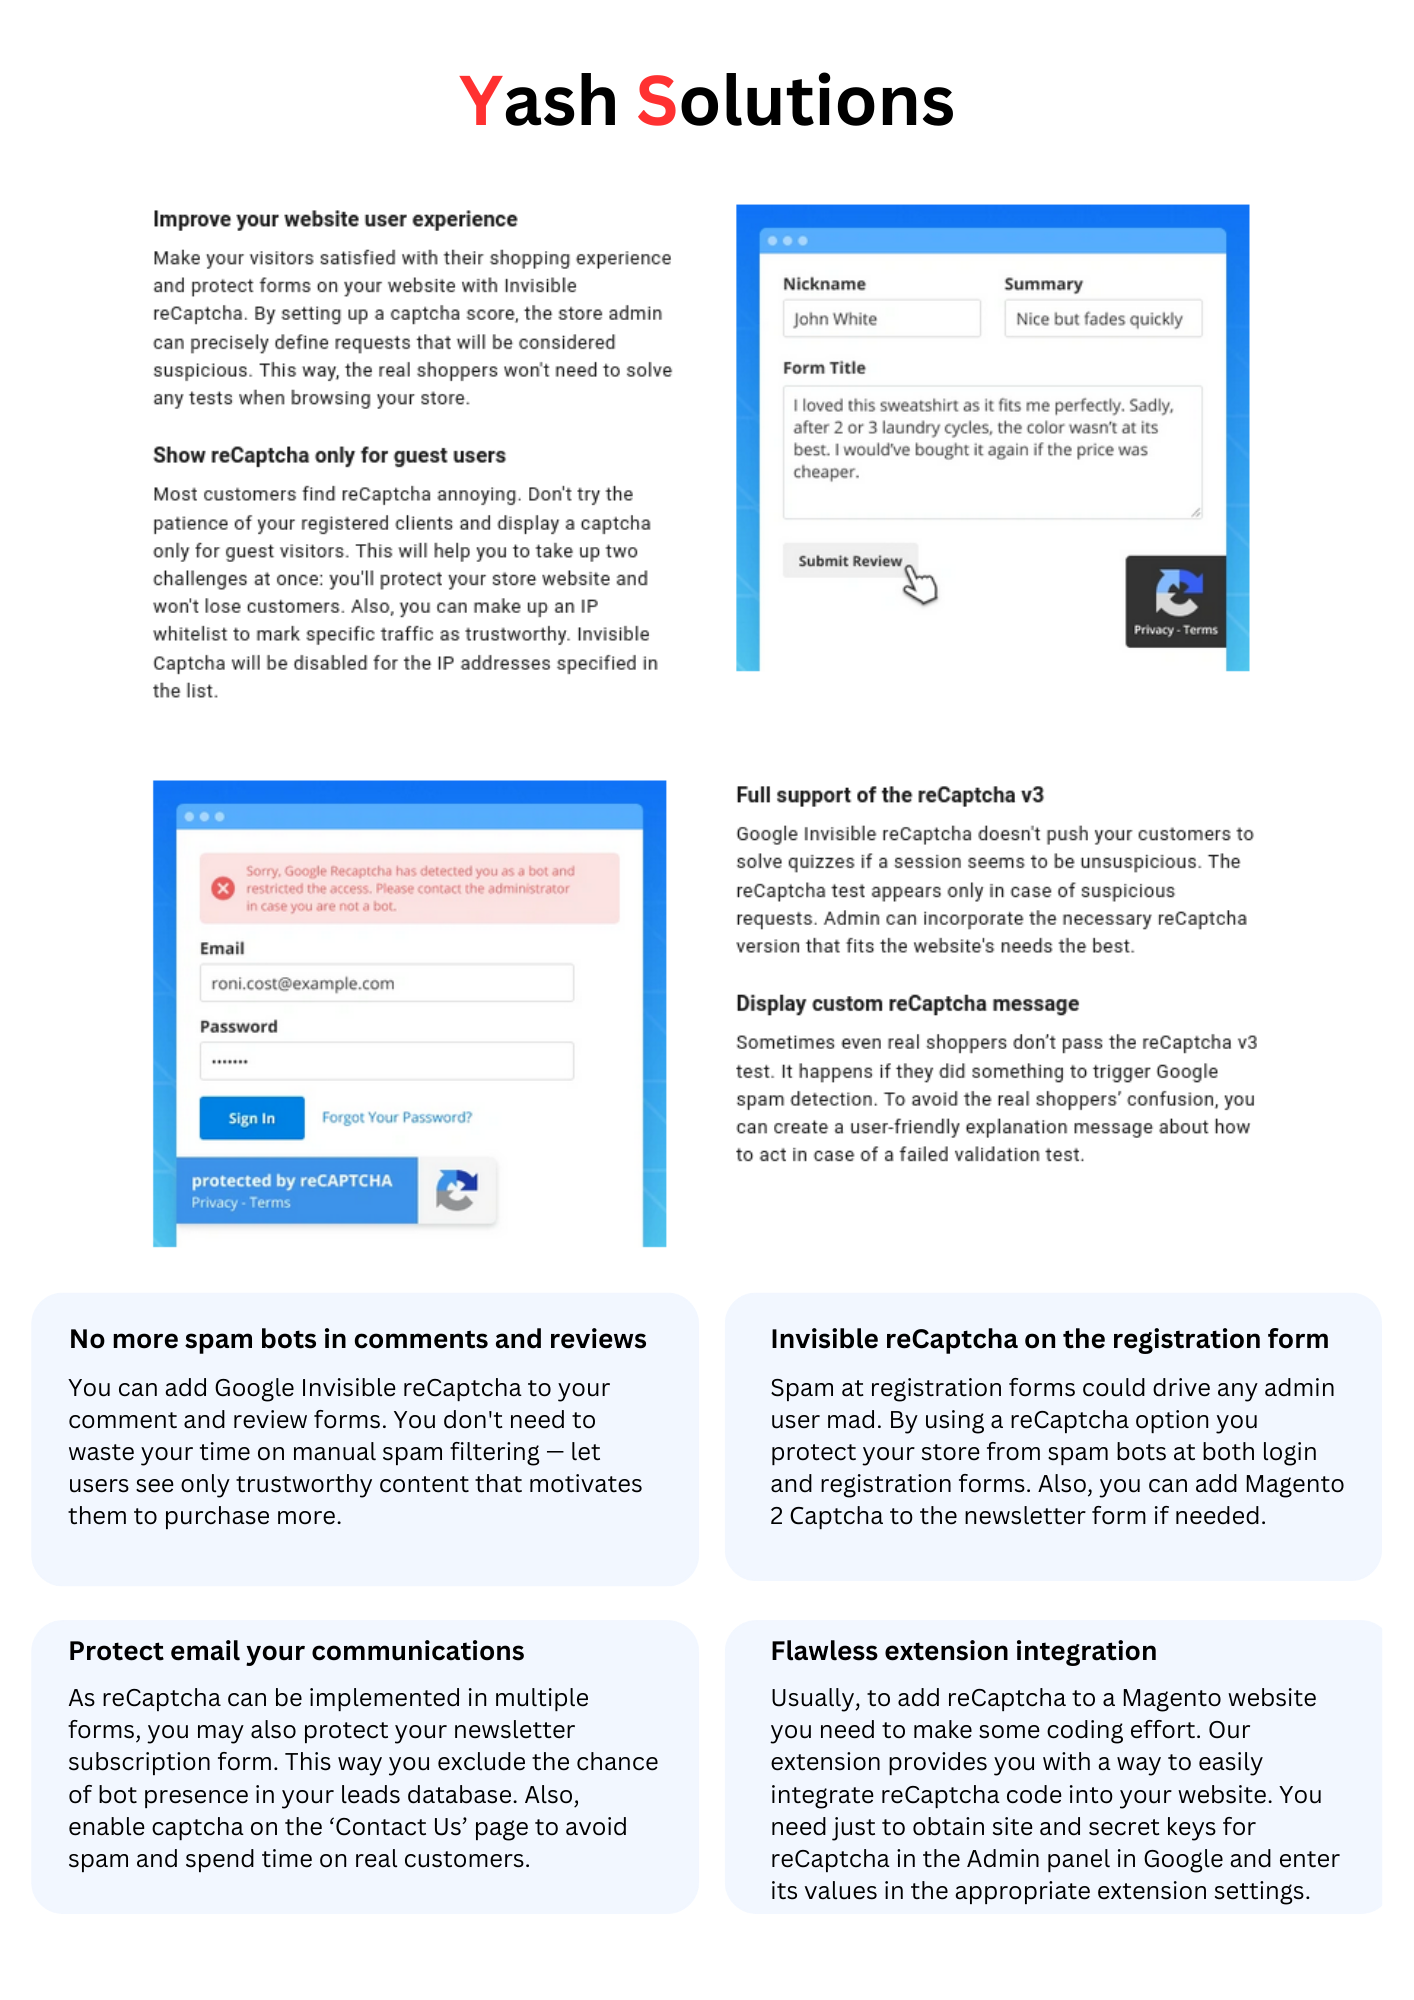 Yash Solutions
Improve your website user experience
Make your visitors satisfied with their shopping experience
and protect forms on your website with Invisible
reCaptcha. By setting up a captcha score, the store admin
can precisely define requests that will be considered
suspicious. This way, the real shoppers won't need to solve
any tests when browsing your store.
Show reCaptcha only for guest users
Most customers find reCaptcha annoying. Don't try the
patience of your registered clients and display a captcha
only for guest visitors. This will help you to take up two
challenges at once: you'll protect your store website and
won't lose customers. Also, you can make up an IP
whitelist to mark specific traffic as trustworthy. Invisible
Captcha will be disabled for the IP addresses specified in
the list.
Nickname
Summary
John White
Nice but fades quickly
Form Title
I loved this sweatshirt as it fits me perfectly. Sadly,
after 2 or 3 laundry cycles, the color wasn't at its
best. I would've bought it again if the price was
cheaper.
Submit Review
Privacy - Terms
Sorry, Google Recaptcha has detected you as a bot and
restricted the access. Please contact the administrator
in case you are not a bot.
Email
roni.cost@example.com
Password
•••••••
Sign In
Forgot Your Password?
protected by reCAPTCHA
Privacy - Terms
Full support of the reCaptcha v3
Google Invisible reCaptcha doesn't push your customers to
solve quizzes if a session seems to be unsuspicious. The
reCaptcha test appears only in case of suspicious
requests. Admin can incorporate the necessary reCaptcha
version that fits the website's needs the best.
Display custom reCaptcha message
Sometimes even real shoppers don’t pass the reCaptcha v3
test. It happens if they did something to trigger Google
spam detection. To avoid the real shoppers’ confusion, you
can create a user-friendly explanation message about how
to act in case of a failed validation test.
No more spam bots in comments and reviews
You can add Google Invisible reCaptcha to your
comment and review forms. You don't need to
waste your time on manual spam filtering — let
users see only trustworthy content that motivates
them to purchase more.
Invisible reCaptcha on the registration form
Spam at registration forms could drive any admin
user mad. By using a reCaptcha option you
protect your store from spam bots at both login
and registration forms. Also, you can add Magento
2 Captcha to the newsletter form if needed.
Protect email your communications
As reCaptcha can be implemented in multiple
forms, you may also protect your newsletter
subscription form. This way you exclude the chance
of bot presence in your leads database. Also,
enable captcha on the ‘Contact Us’ page to avoid
spam and spend time on real customers.
Flawless extension integration
Usually, to add reCaptcha to a Magento website
you need to make some coding effort. Our
extension provides you with a way to easily
integrate reCaptcha code into your website. You
need just to obtain site and secret keys for
reCaptcha in the Admin panel in Google and enter
its values in the appropriate extension settings.